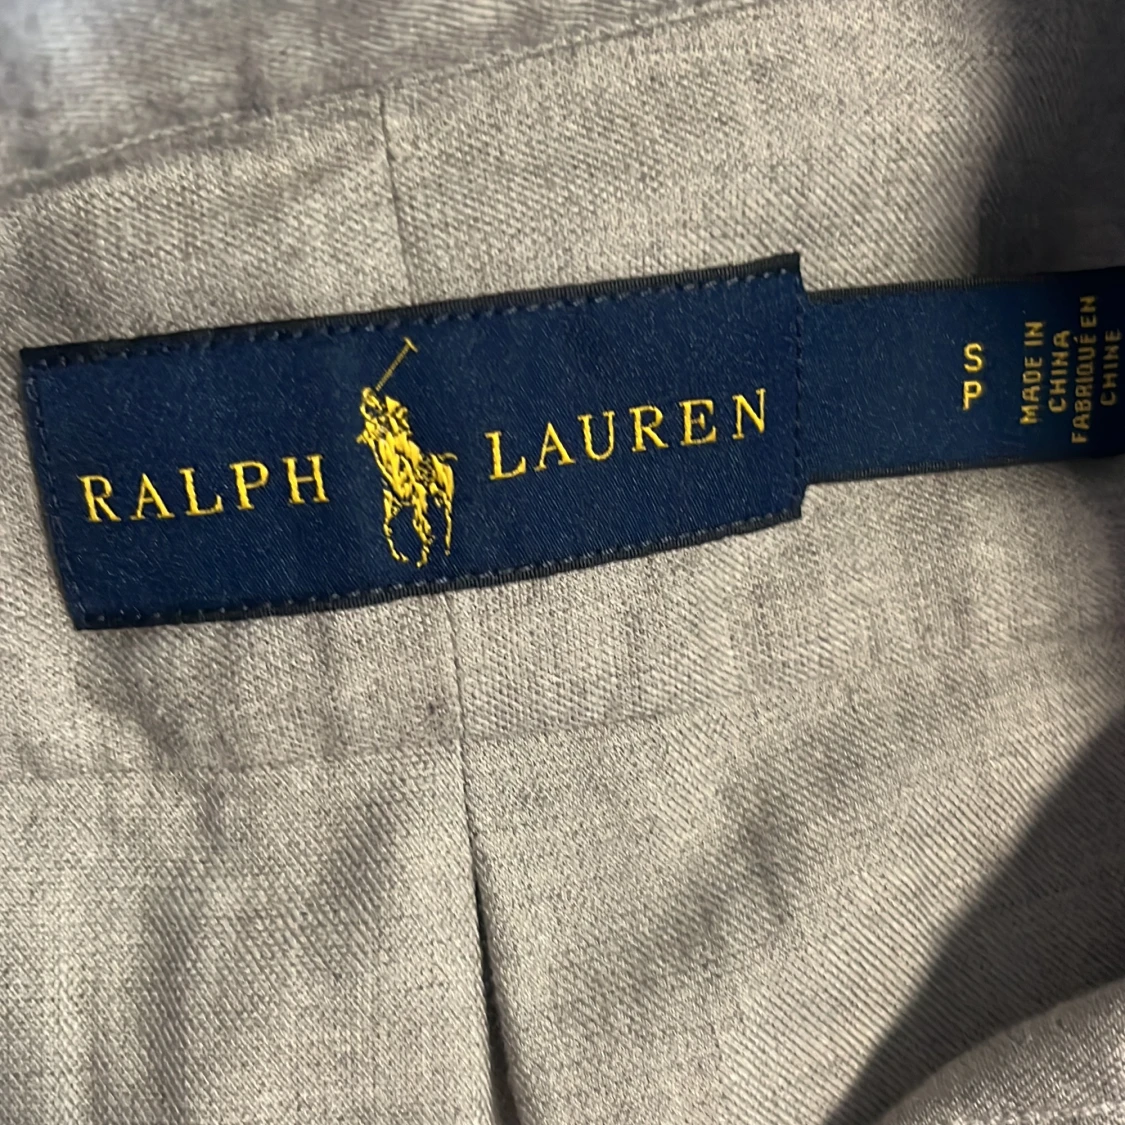 RALPH LAUREN
S
P
MADE IN
CHINA
FABRIQUÉ EN
CHINE